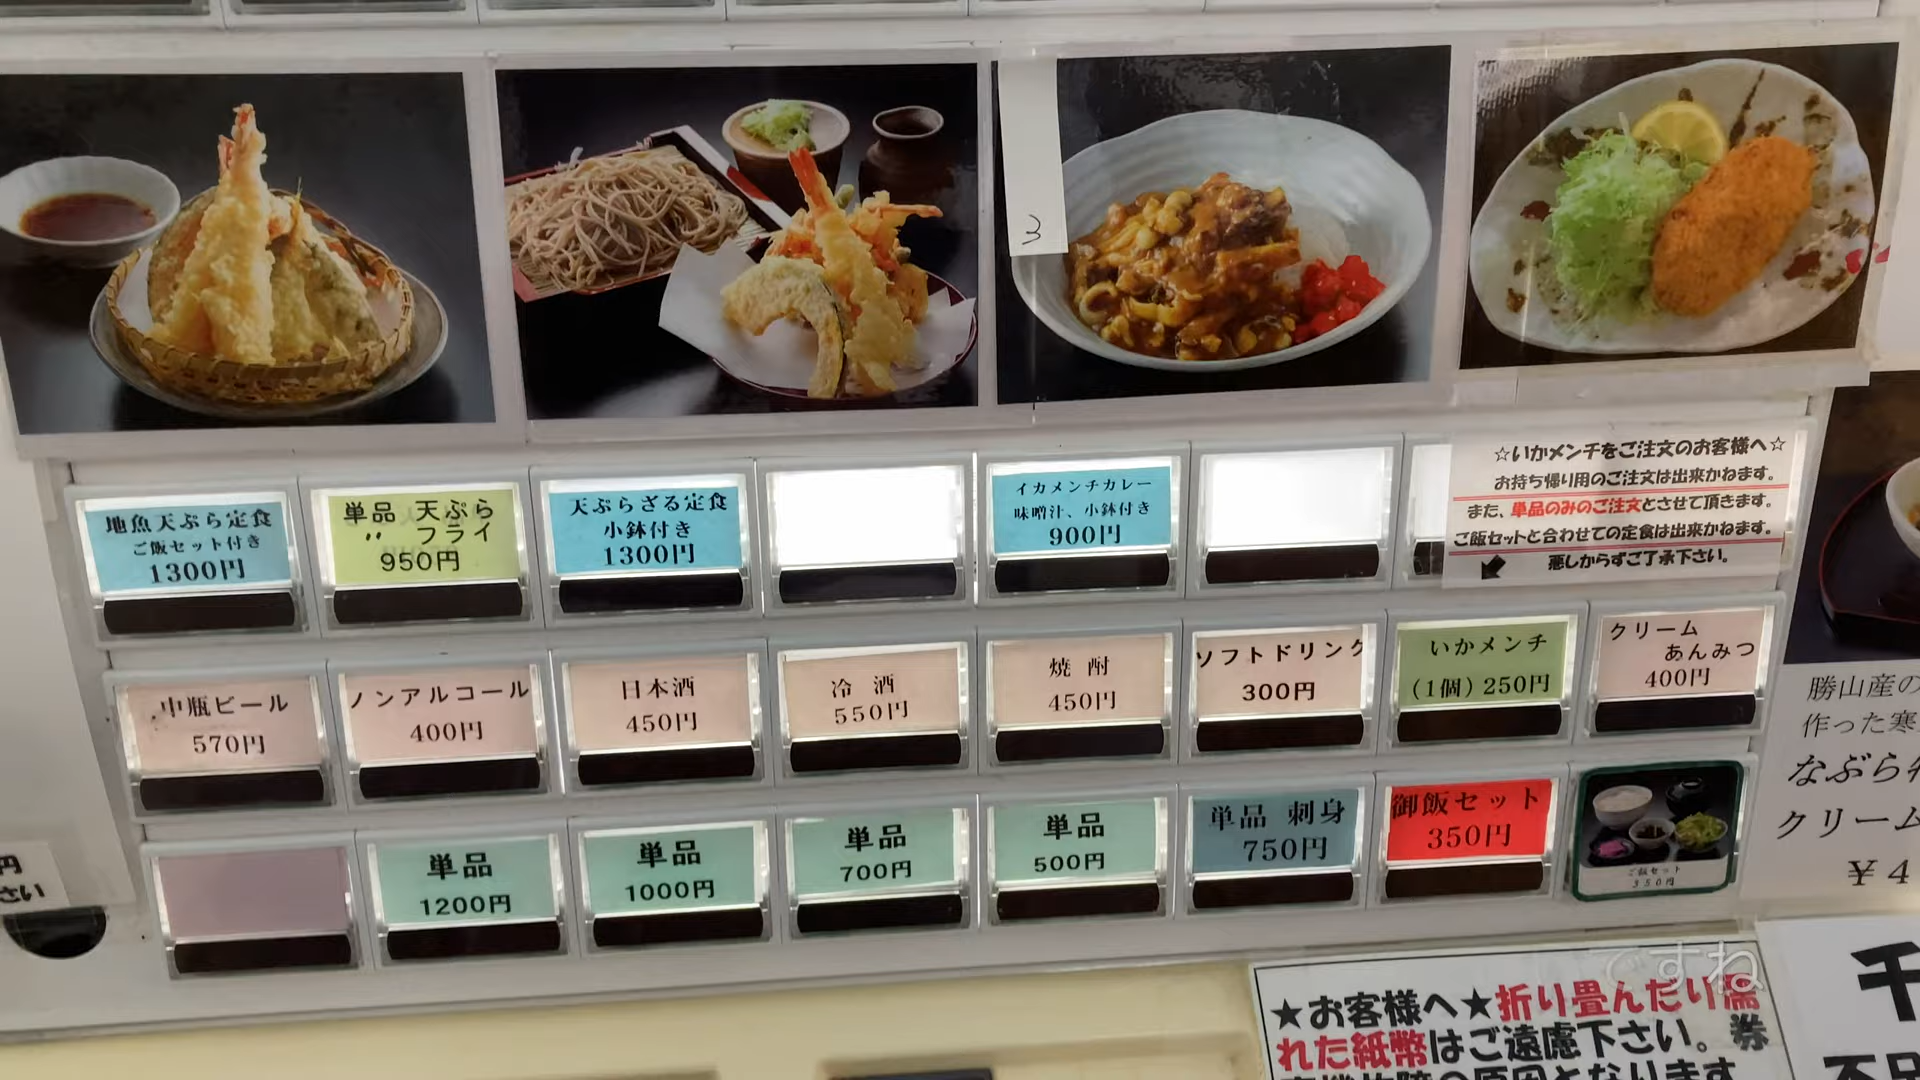 3
地魚天ぷら定食
ご飯セット付き
1300円
単品 天ぷら
〃 フライ
950円
天ぷらざる定食
小鉢付き
1300円
イカメンチカレー
味噌汁、小鉢付き
900円
☆いかメンチをご注文のお客様へ☆
お持ち帰り用のご注文は出来かねます。
また、単品のみのご注文とさせて頂きます。
ご飯セットと合わせての定食は出来かねます。
悪しからずご了承下さい。
中瓶ビール
570円
ノンアルコール
400円
日本酒
450円
冷 酒
550円
焼 酎
450円
ソフトドリンク
300円
いかメンチ
(1個) 250円
クリーム
あんみつ
400円
単品
1200円
単品
1000円
単品
700円
単品
500円
単品 刺身
750円
御飯セット
350円
ご飯セット
350円
勝山産の
作った寒
なぶら
クリーム
¥4
円
さい
ですね
★お客様へ★折り畳んだり濡
れた紙幣はご遠慮下さい。券
千